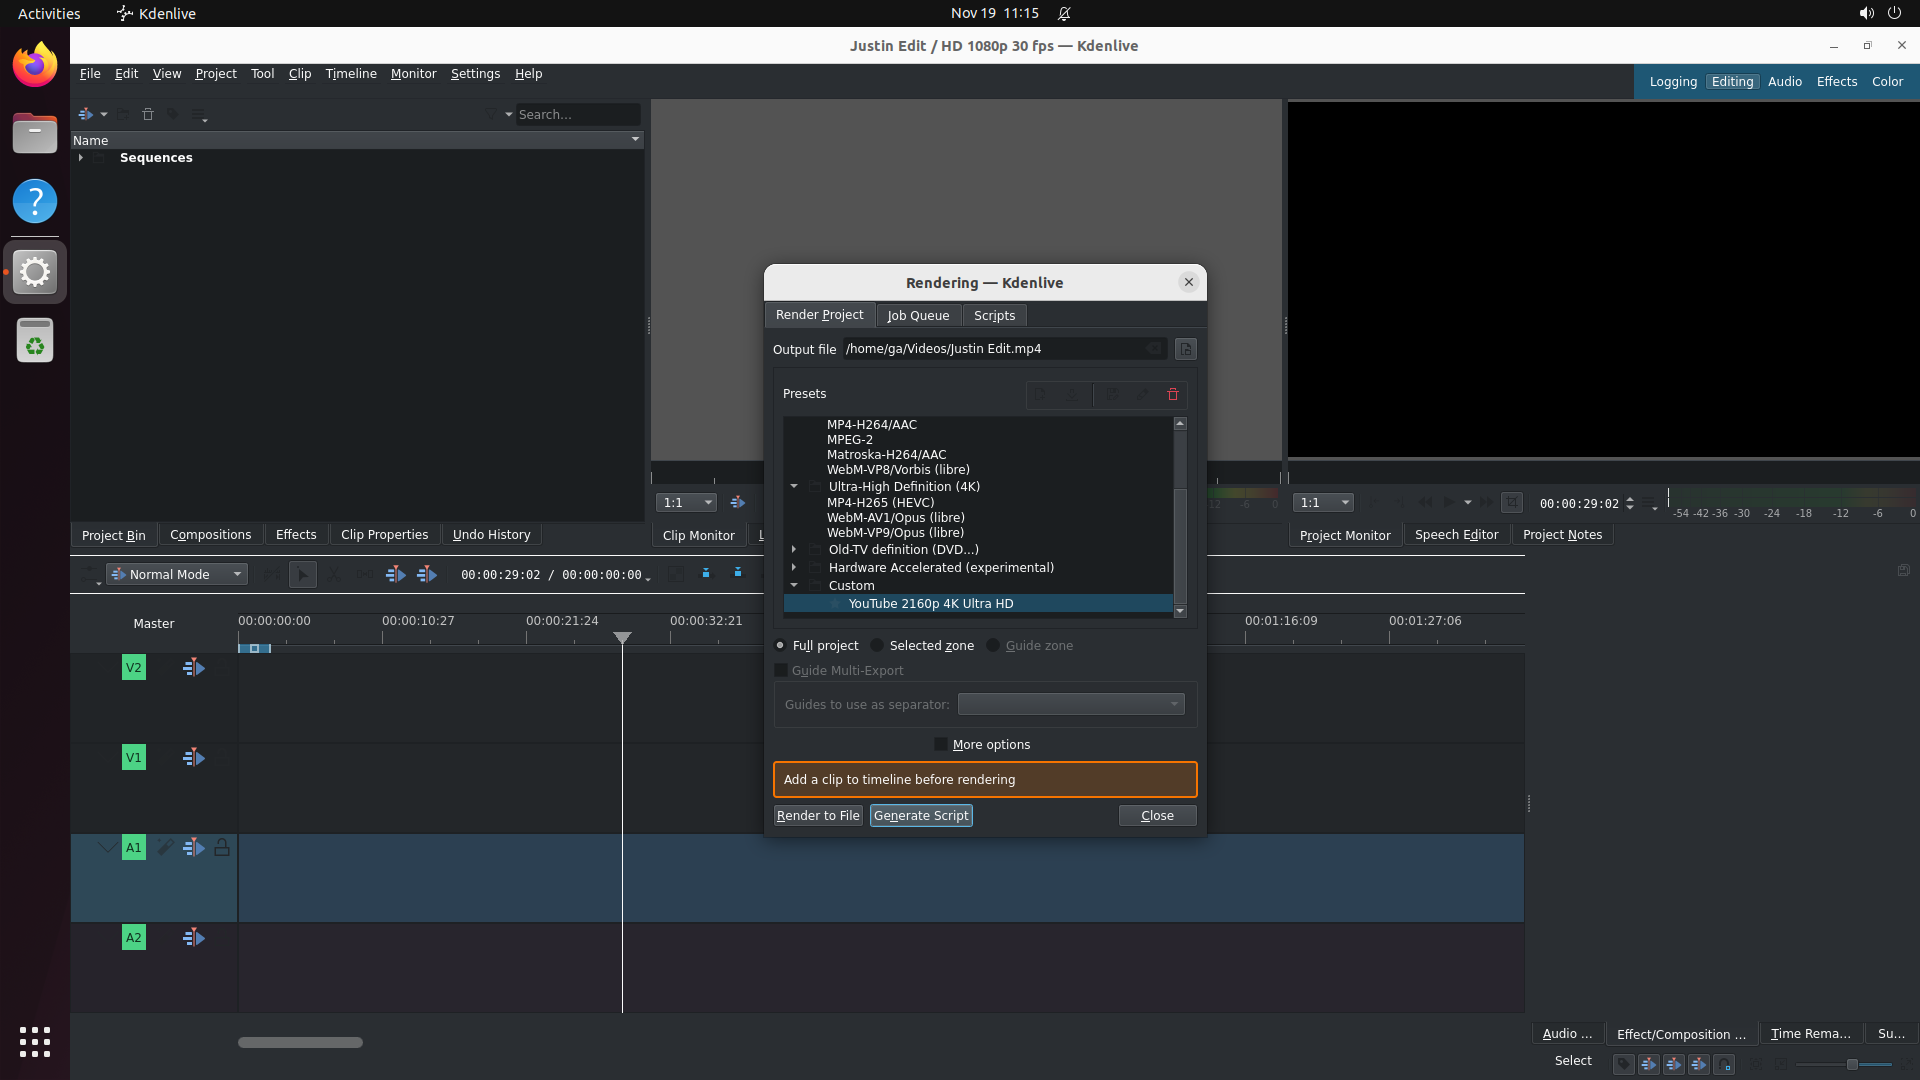 Activities
Kdenlive
Nov 19 11:15
Justin Edit / HD 1080p 30 fps — Kdenlive
File Edit View Project Tool Clip Timeline Monitor Settings Help
Logging Editing Audio Effects Color
Search...
Name
Sequences
Rendering — Kdenlive
Render Project Job Queue Scripts
Output file /home/ga/Videos/Justin Edit.mp4
Presets
MP4-H264/AAC
MPEG-2
Matroska-H264/AAC
WebM-VP8/Vorbis (libre)
Ultra-High Definition (4K)
MP4-H265 (HEVC)
WebM-AV1/Opus (libre)
WebM-VP9/Opus (libre)
Old-TV definition (DVD...)
Hardware Accelerated (experimental)
Custom
YouTube 2160p 4K Ultra HD
Full project Selected zone Guide zone
Guide Multi-Export
Guides to use as separator:
More options
Add a clip to timeline before rendering
Render to File Generate Script Close
1:1
-12 -6 0
1:1
00:00:29:02
-54 -42 -36 -30 -24 -18 -12 -6 0
Project Bin Compositions Effects Clip Properties Undo History
Clip Monitor L
Project Monitor Speech Editor Project Notes
Normal Mode
00:00:29:02 / 00:00:00:00
Master
00:00:00:00 00:00:10:27 00:00:21:24 00:00:32:21 00:01:16:09 00:01:27:06
V2
V1
A1
A2
Audio ... Effect/Composition ... Time Rema... Su...
Select